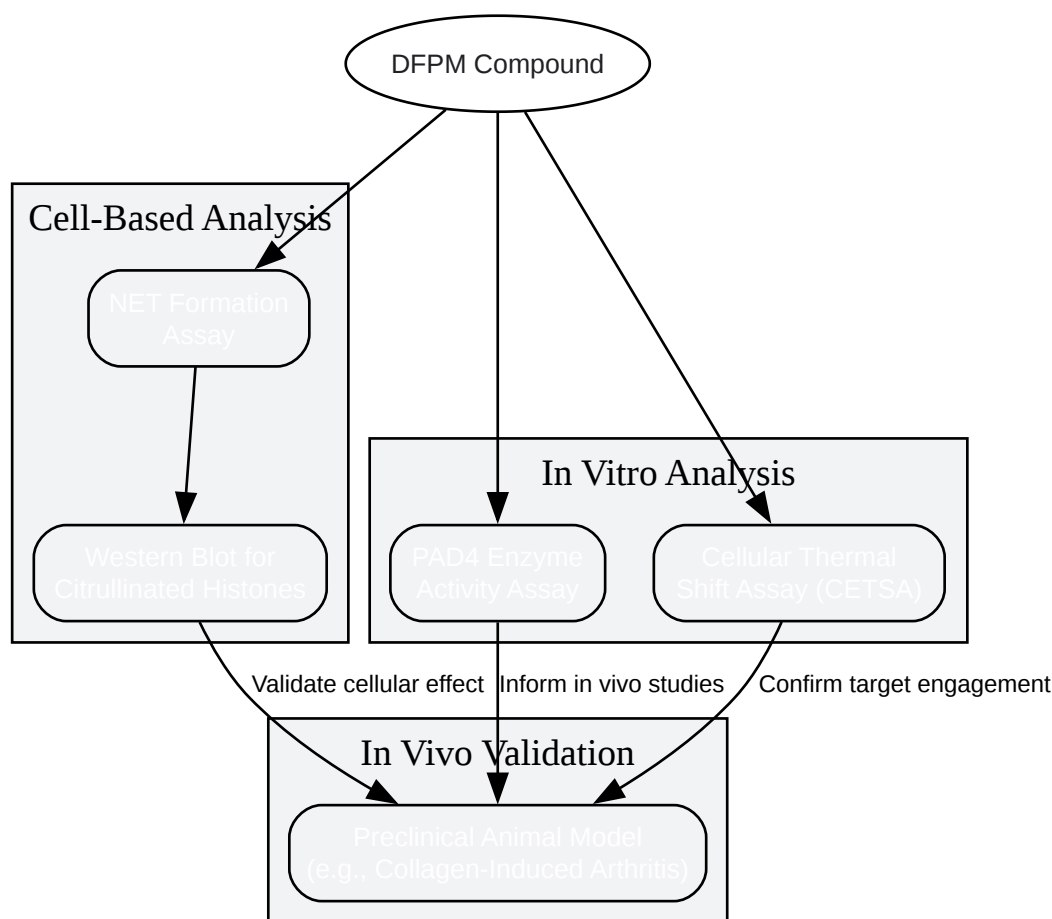 DFPM Compound
Cell-Based Analysis
NET Formation
Assay
In Vitro Analysis
Western Blot for
Citrullinated Histones
PAD4 Enzyme
Activity Assay
Cellular Thermal
Shift Assay (CETSA)
Validate cellular effect
Inform in vivo studies
Confirm target engagement
In Vivo Validation
Preclinical Animal Model
(e.g., Collagen-Induced Arthritis)